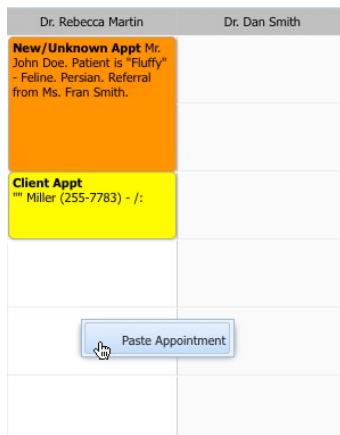 Dr. Rebecca Martin
Dr. Dan Smith
New/Unknown Appt Mr.
John Doe. Patient is "Fluffy"
- Feline. Persian. Referral
from Ms. Fran Smith.
Client Appt
"" Miller (255-7783) - /:
Paste Appointment